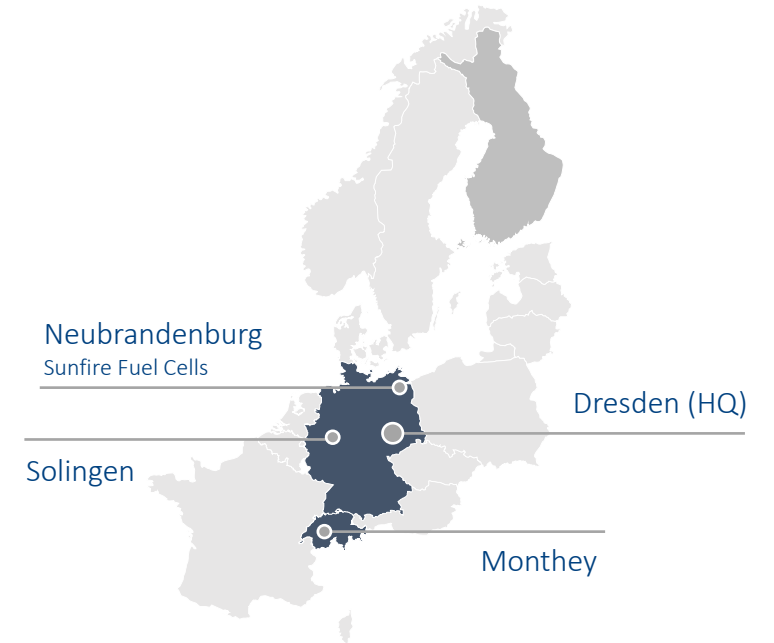 Neubrandenburg
Sunfire Fuel Cells
Dresden (HQ)
Solingen
Monthey